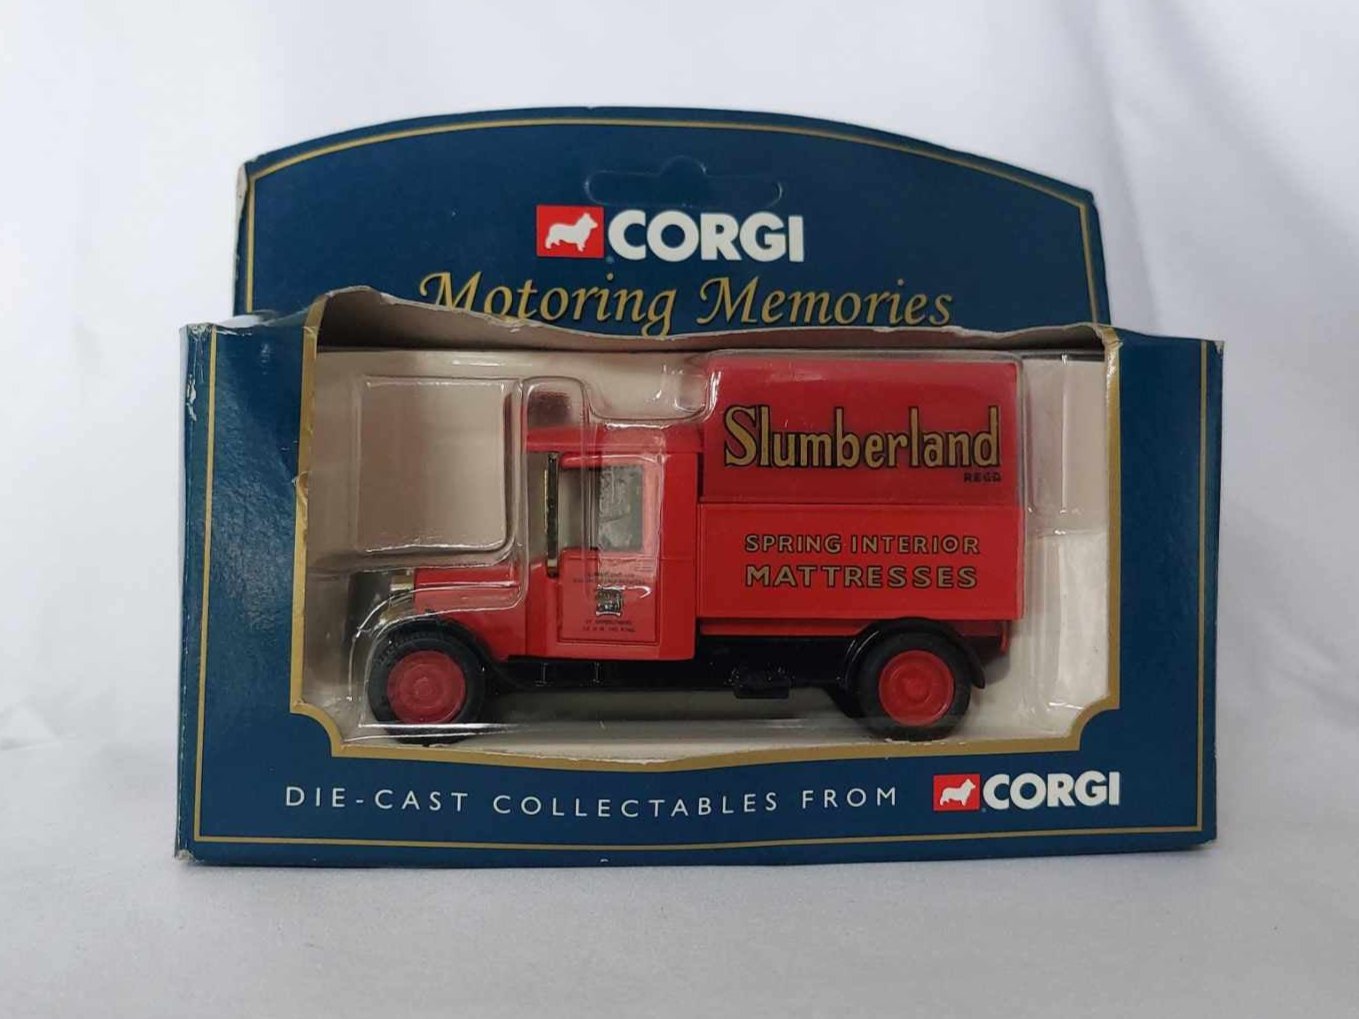 CORGI
Motoring Memories
Slumberland
REGD
SPRING INTERIOR
MATTRESSES
DIE-CAST COLLECTABLES FROM CORGI